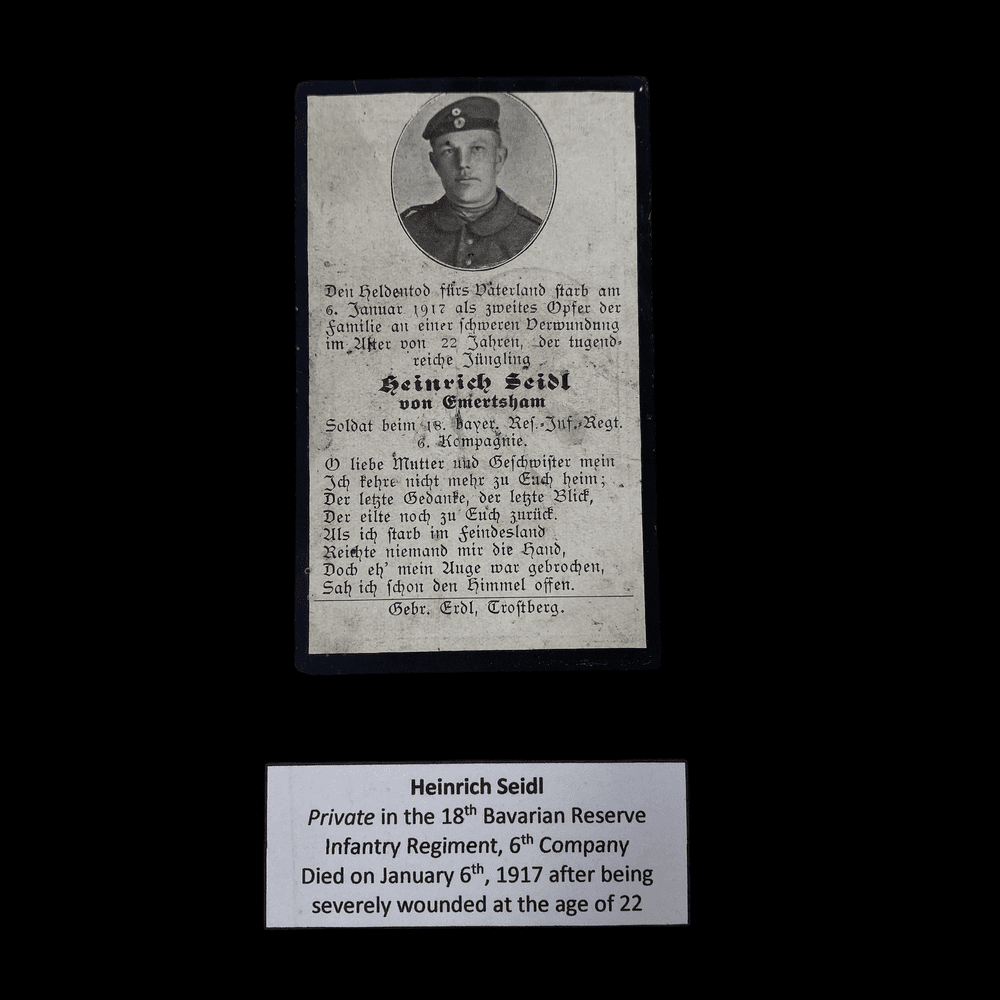 Den Heldentod fürs Vaterland starb am
6. Januar 1917 als zweites Opfer der
Familie an einer schweren Verwundung
im Alter von 22 Jahren, der tugend-
reiche Jüngling
Heinrich Seidl
von Emertsham
Soldat beim 18. bayer. Res.-Inf.-Regt.
6. Kompagnie.
O liebe Mutter und Geschwister mein
Ich kehre nicht mehr zu Euch heim;
Der letzte Gedanke, der letzte Blick,
Der eilte noch zu Euch zurück.
Als ich starb im Feindesland
Reichte niemand mir die Hand,
Doch eh' mein Auge war gebrochen,
Sah ich schon den Himmel offen.
Gebr. Erdl, Trostberg.
Heinrich Seidl
Private in the 18th Bavarian Reserve
Infantry Regiment, 6th Company
Died on January 6th, 1917 after being
severely wounded at the age of 22